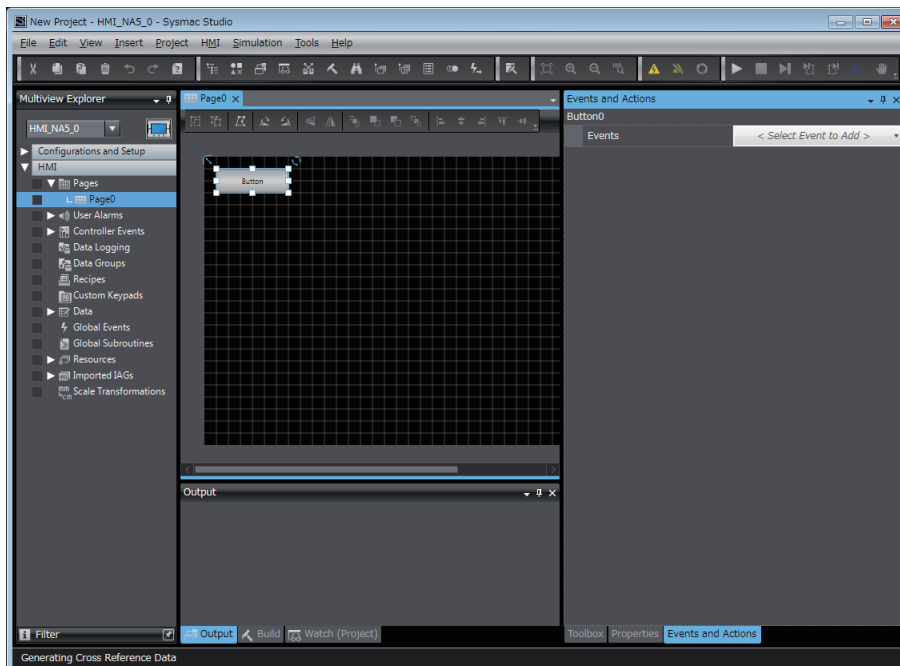 New Project - HMI_NA5_0 - Sysmac Studio
File Edit View Insert Project HMI Simulation Tools Help
Multiview Explorer
HMI_NA5_0
Configurations and Setup
HMI
Pages
Page0
User Alarms
Controller Events
Data Logging
Data Groups
Recipes
Custom Keypads
Data
Global Events
Global Subroutines
Resources
Imported IAGs
Scale Transformations
Filter
Page0
Button
Output
Output Build Watch (Project)
Events and Actions
Button0
Events < Select Event to Add >
Toolbox Properties Events and Actions
Generating Cross Reference Data